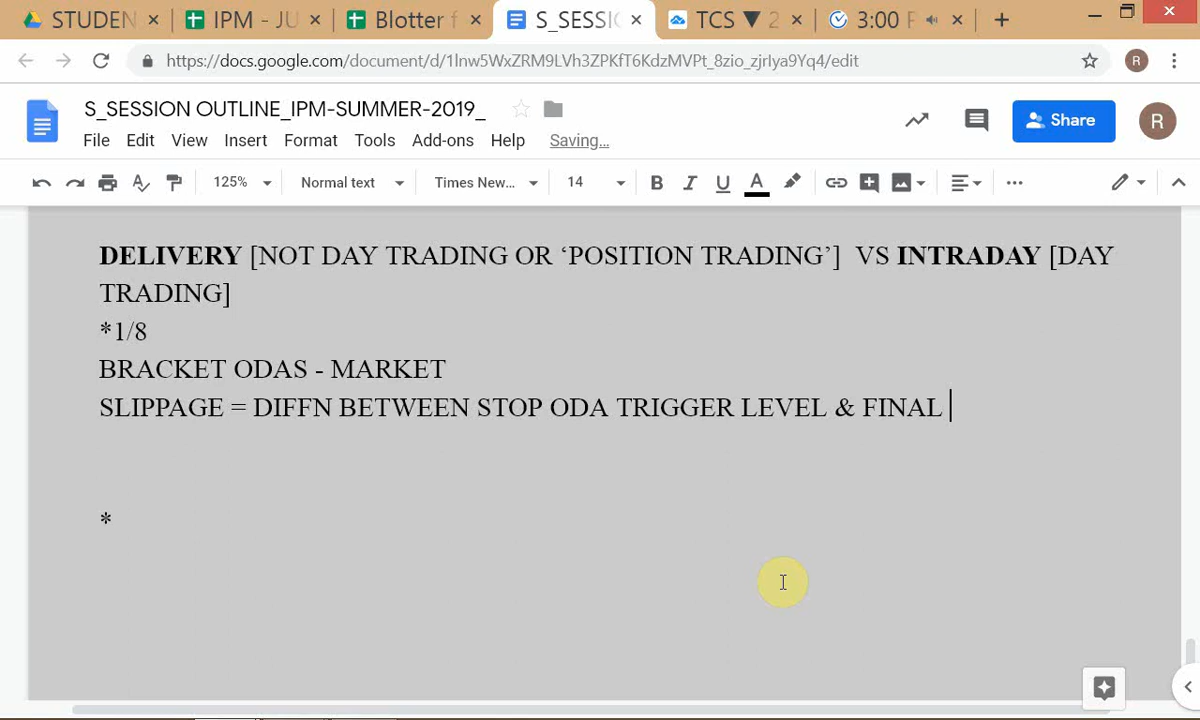 STUDEN
IPM - JU
Blotter f
S_SESSI
TCS ▼ 2
3:00
https://docs.google.com/document/d/1lnw5WxZRM9LVh3ZPKfT6KdzMVPt_8zio_zjrIya9Yq4/edit
R
S_SESSION OUTLINE_IPM-SUMMER-2019_
Share
R
File Edit View Insert Format Tools Add-ons Help Saving...
125% Normal text Times New... 14 B I U A
DELIVERY [NOT DAY TRADING OR ‘POSITION TRADING’] VS INTRADAY [DAY
TRADING]
*1/8
BRACKET ODAS - MARKET
SLIPPAGE = DIFFN BETWEEN STOP ODA TRIGGER LEVEL & FINAL
*